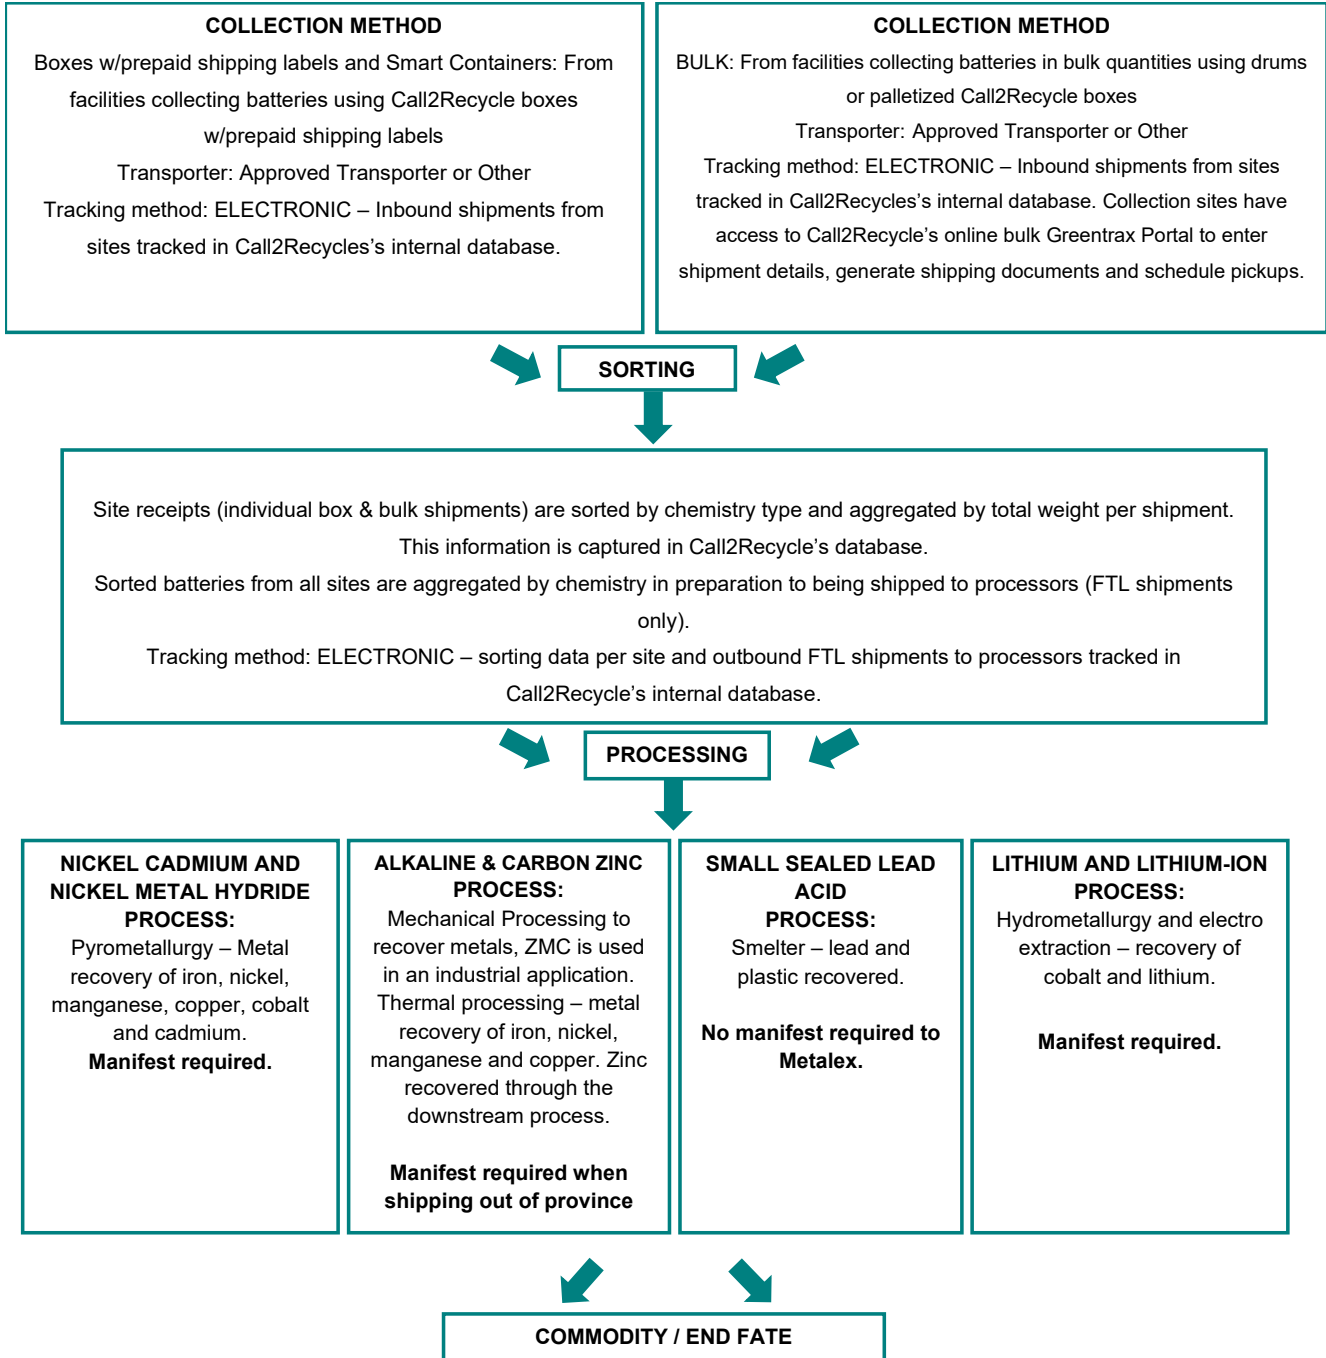 COLLECTION METHOD
Boxes w/prepaid shipping labels and Smart Containers: From
facilities collecting batteries using Call2Recycle boxes
w/prepaid shipping labels
Transporter: Approved Transporter or Other
Tracking method: ELECTRONIC – Inbound shipments from
sites tracked in Call2Recycles's internal database.
COLLECTION METHOD
BULK: From facilities collecting batteries in bulk quantities using drums
or palletized Call2Recycle boxes
Transporter: Approved Transporter or Other
Tracking method: ELECTRONIC – Inbound shipments from sites
tracked in Call2Recycles's internal database. Collection sites have
access to Call2Recycle's online bulk Greentrax Portal to enter
shipment details, generate shipping documents and schedule pickups.
SORTING
Site receipts (individual box & bulk shipments) are sorted by chemistry type and aggregated by total weight per shipment.
This information is captured in Call2Recycle's database.
Sorted batteries from all sites are aggregated by chemistry in preparation to being shipped to processors (FTL shipments
only).
Tracking method: ELECTRONIC – sorting data per site and outbound FTL shipments to processors tracked in
Call2Recycle's internal database.
PROCESSING
NICKEL CADMIUM AND
NICKEL METAL HYDRIDE
PROCESS:
Pyrometallurgy – Metal
recovery of iron, nickel,
manganese, copper, cobalt
and cadmium.
Manifest required.
ALKALINE & CARBON ZINC
PROCESS:
Mechanical Processing to
recover metals, ZMC is used
in an industrial application.
Thermal processing – metal
recovery of iron, nickel,
manganese and copper. Zinc
recovered through the
downstream process.
Manifest required when
shipping out of province
SMALL SEALED LEAD
ACID
PROCESS:
Smelter – lead and
plastic recovered.
No manifest required to
Metalex.
LITHIUM AND LITHIUM-ION
PROCESS:
Hydrometallurgy and electro
extraction – recovery of
cobalt and lithium.
Manifest required.
COMMODITY / END FATE